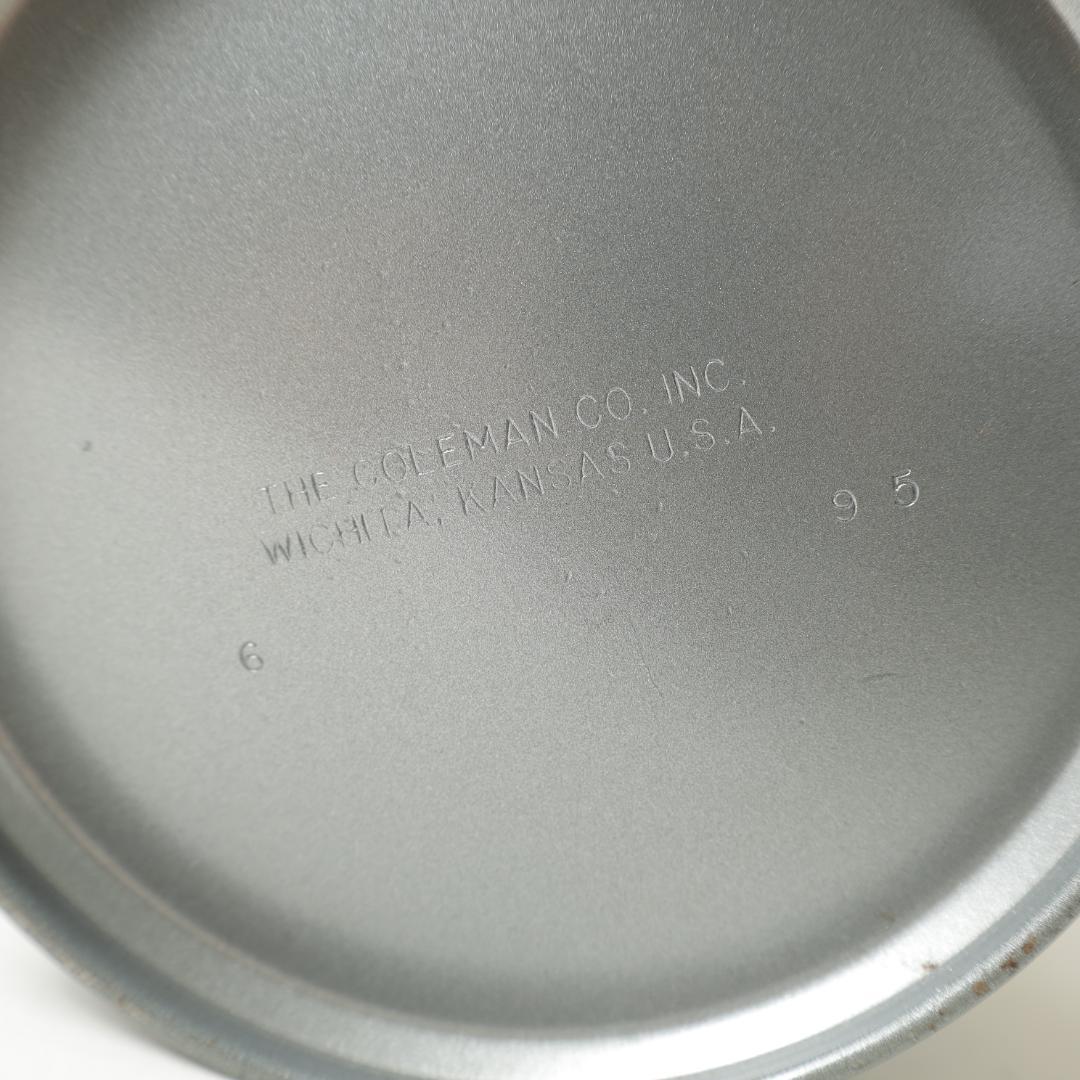 THE COLEMAN CO. INC.
WICHITA, KANSAS U.S.A.
9 5
6